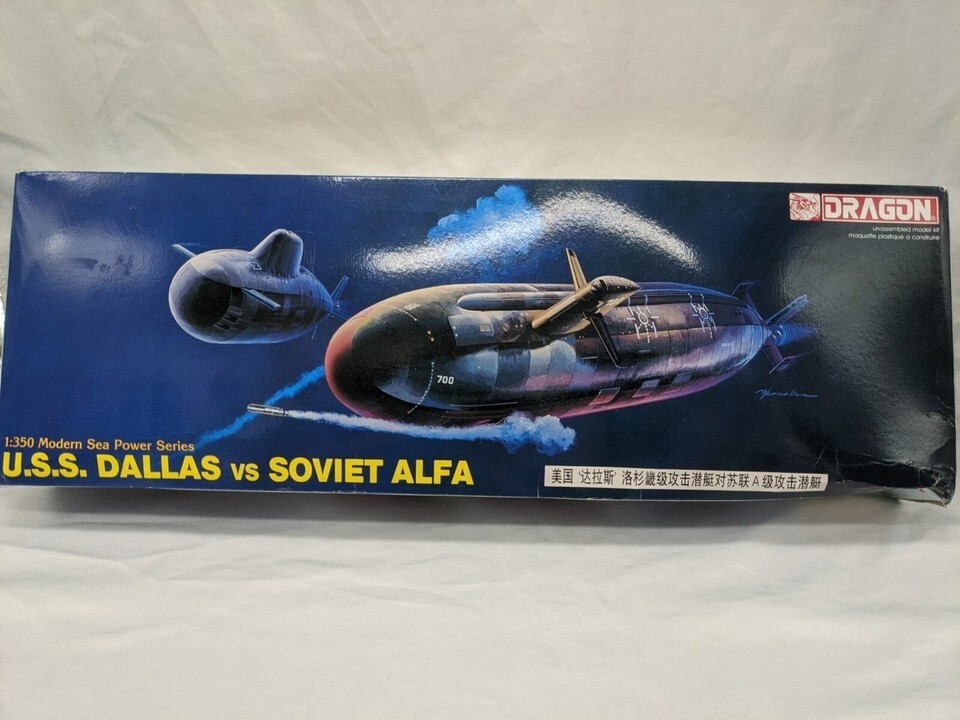 DRAGON
unassembled model kit
maquette plastique a construire
700
1:350 Modern Sea Power Series
U.S.S. DALLAS vs SOVIET ALFA
美国 '达拉斯' 洛杉畿级攻击潜艇对苏联A级攻击潜艇